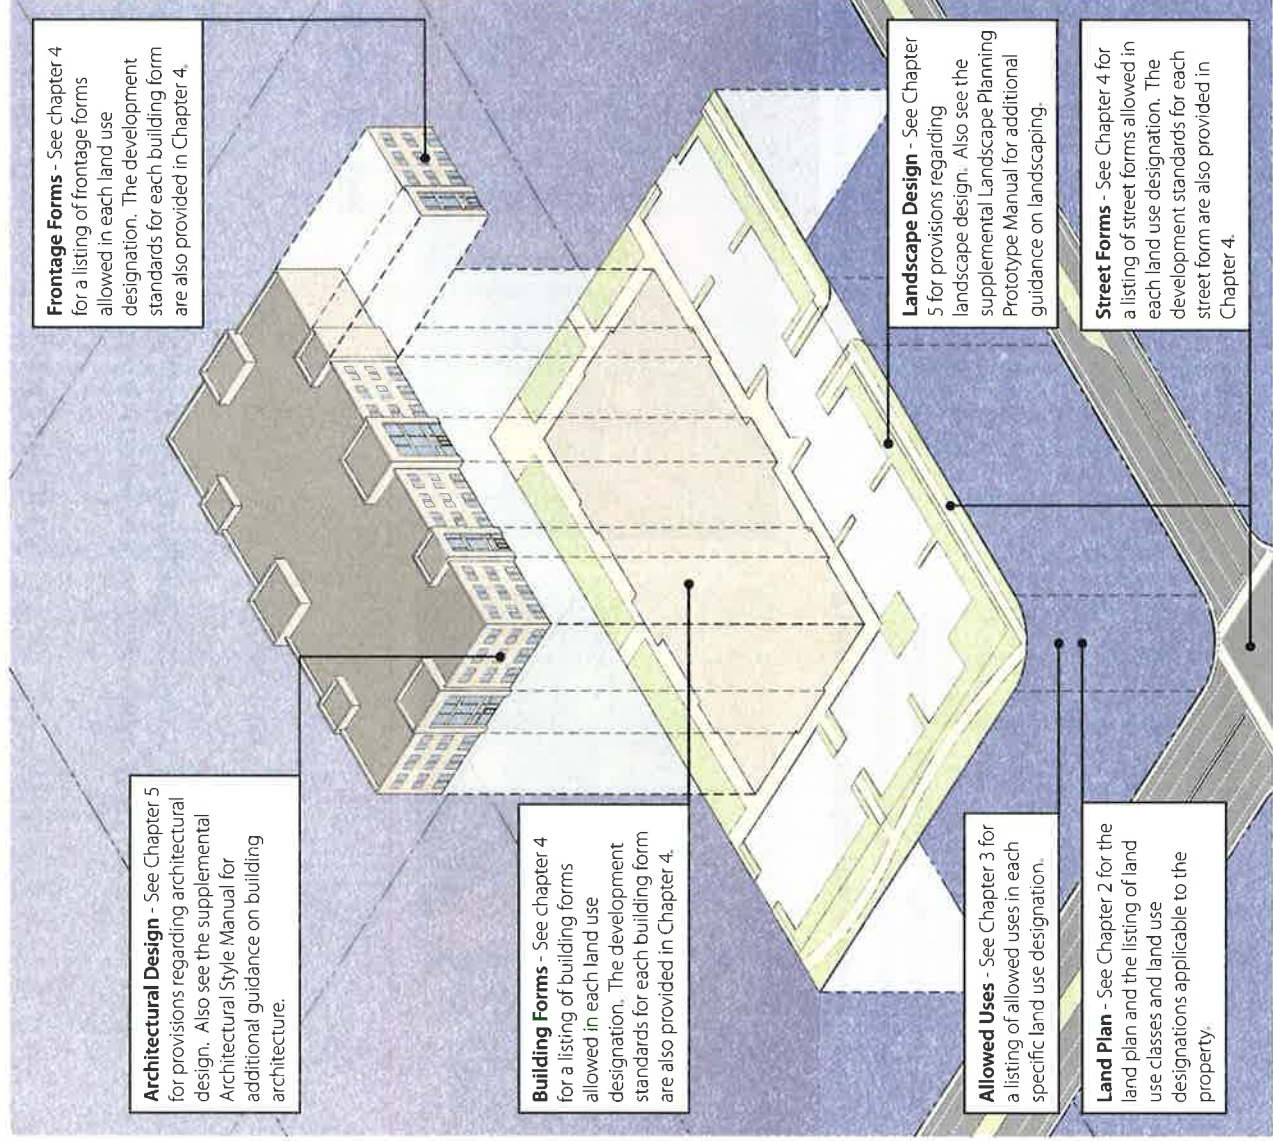 Frontage Forms - See chapter 4
for a listing of frontage forms
allowed in each land use
designation. The development
standards for each building form
are also provided in Chapter 4.
Architectural Design - See Chapter 5
for provisions regarding architectural
design. Also see the supplemental
Architectural Style Manual for
additional guidance on building
architecture.
Building Forms - See chapter 4
for a listing of building forms
allowed in each land use
designation. The development
standards for each building form
are also provided in Chapter 4.
Landscape Design - See Chapter
5 for provisions regarding
landscape design. Also see the
supplemental Landscape Planning
Prototype Manual for additional
guidance on landscaping.
Street Forms - See Chapter 4 for
a listing of street forms allowed in
each land use designation. The
development standards for each
street form are also provided in
Chapter 4.
Allowed Uses - See Chapter 3 for
a listing of allowed uses in each
specific land use designation.
Land Plan - See Chapter 2 for the
land plan and the listing of land
use classes and land use
designations applicable to the
property.